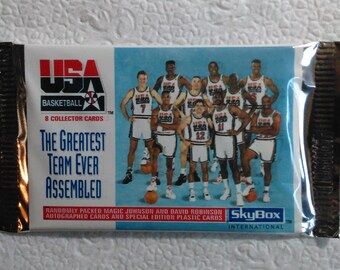 USA
BASKETBALL
8 COLLECTOR CARDS
THE GREATEST
TEAM EVER
ASSEMBLED
RANDOMLY PACKED MAGIC JOHNSON AND DAVID ROBINSON
AUTOGRAPHED CARDS AND SPECIAL EDITION PLASTIC CARDS
SkyBox
INTERNATIONAL